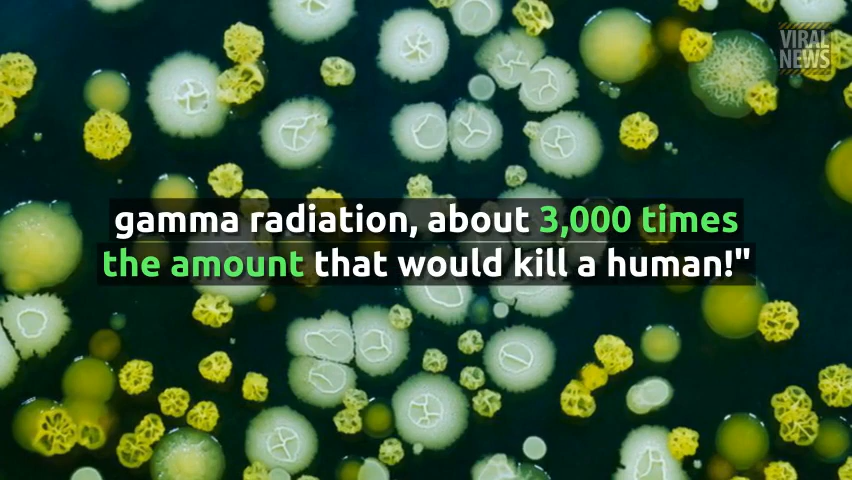 VIRAL
NEWS
gamma radiation, about 3,000 times
the amount that would kill a human!"